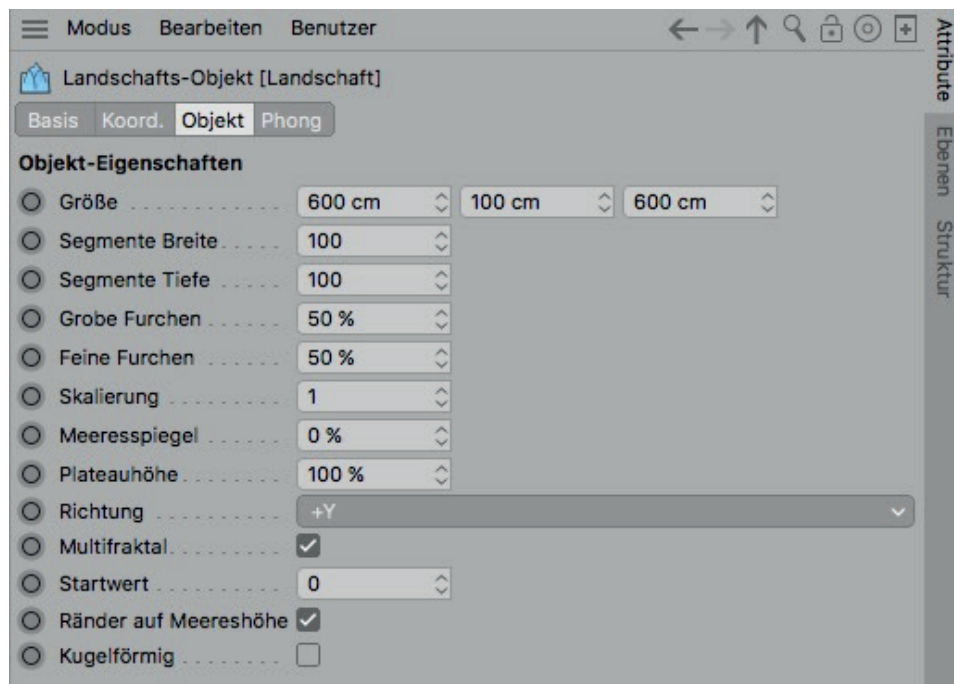 Modus Bearbeiten Benutzer
Landschafts-Objekt [Landschaft]
Basis Koord. Objekt Phong
Objekt-Eigenschaften
Größe 600 cm 100 cm 600 cm
Segmente Breite 100
Segmente Tiefe 100
Grobe Furchen 50 %
Feine Furchen 50 %
Skalierung 1
Meeresspiegel 0 %
Plateauhöhe 100 %
Richtung +Y
Multifraktal
Startwert 0
Ränder auf Meereshöhe
Kugelförmig
Attribute
Ebenen
Struktur